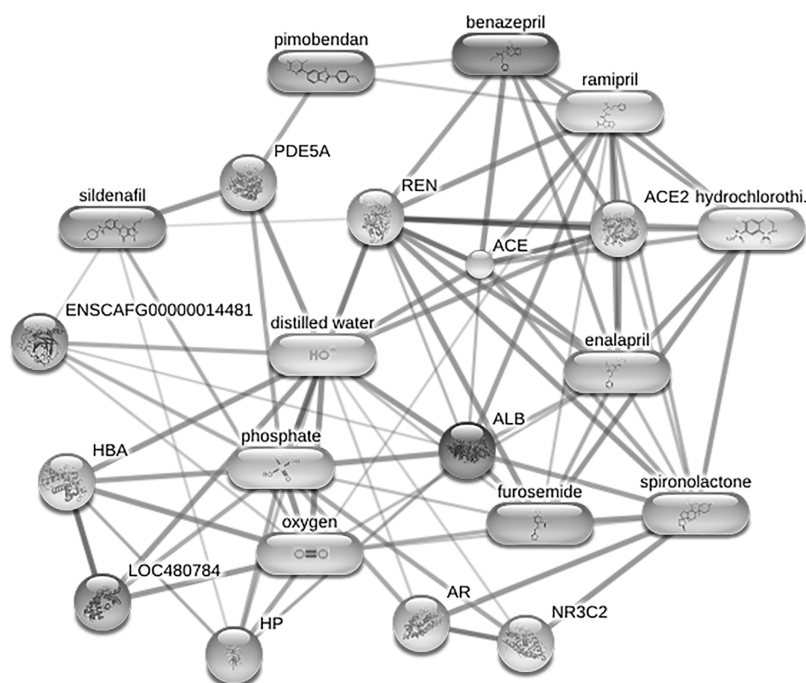 benazepril
pimobendan
ramipril
PDE5A
sildenafil
REN
ACE2 hydrochlorothi.
ACE
ENSCAFG00000014481
distilled water
HO⁻
enalapril
ALB
phosphate
HBA
furosemide
spironolactone
oxygen
O=O
LOC480784
AR
NR3C2
HP